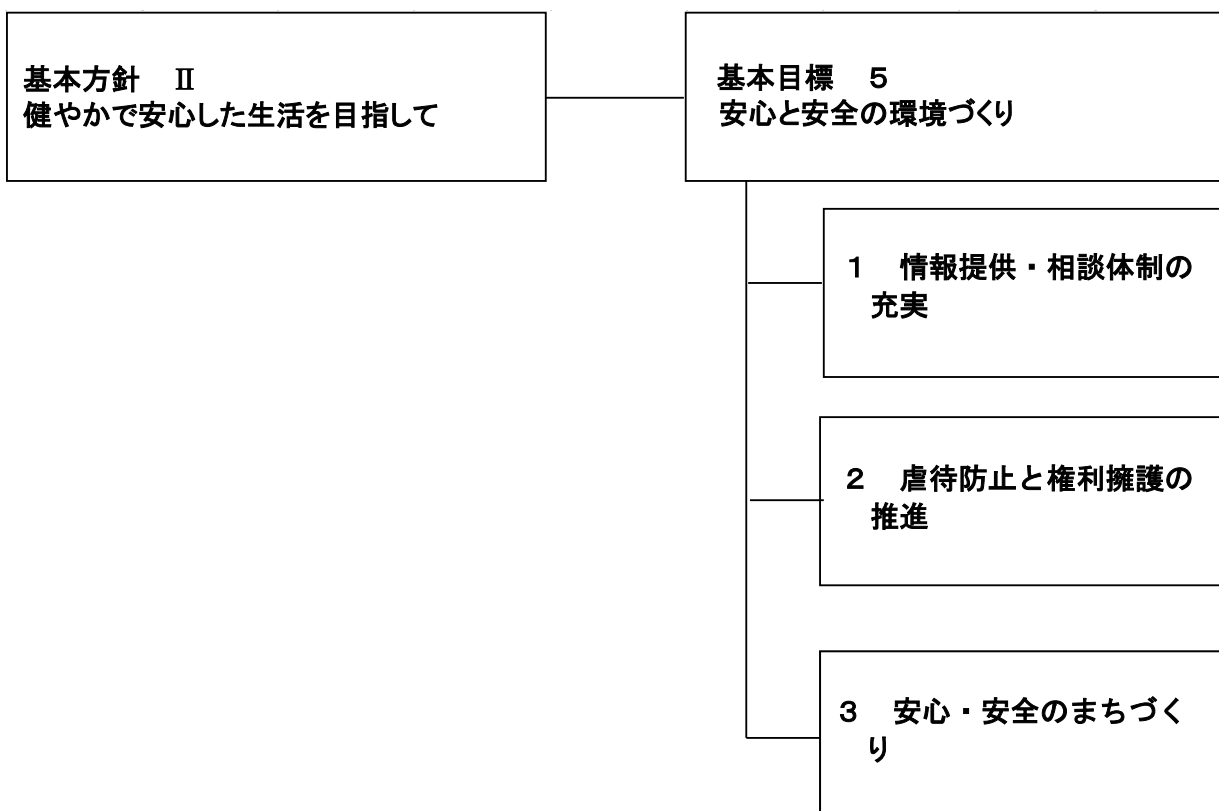 基本方針　Ⅱ
健やかで安心した生活を目指して
基本目標　５
安心と安全の環境づくり
１　情報提供・相談体制の
充実
２　虐待防止と権利擁護の
推進
３　安心・安全のまちづく
り